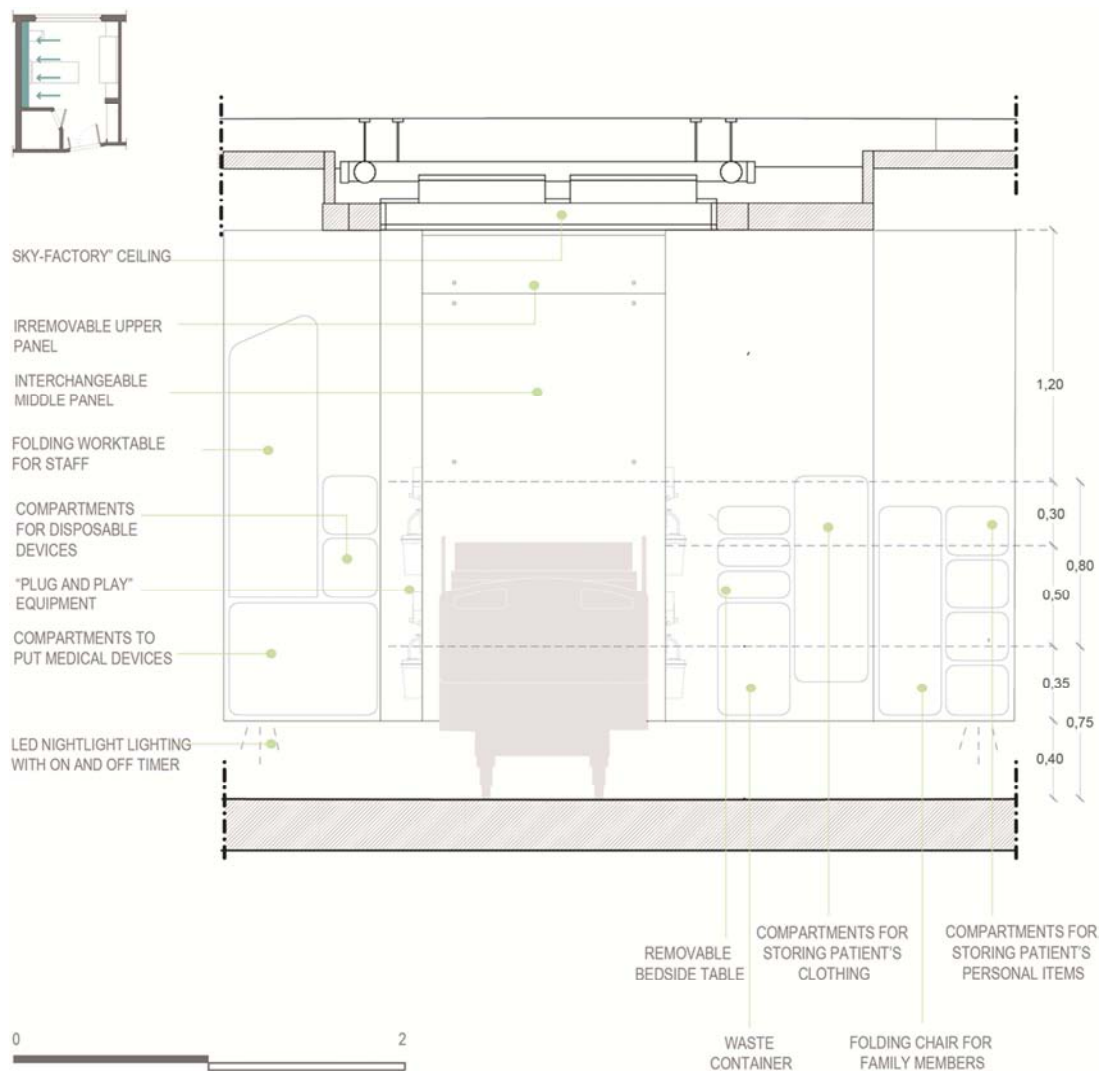 SKY-FACTORY" CEILING
IRREMOVABLE UPPER
PANEL
INTERCHANGEABLE
MIDDLE PANEL
FOLDING WORKTABLE
FOR STAFF
COMPARTMENTS
FOR DISPOSABLE
DEVICES
"PLUG AND PLAY"
EQUIPMENT
COMPARTMENTS TO
PUT MEDICAL DEVICES
LED NIGHTLIGHT LIGHTING
WITH ON AND OFF TIMER
1,20
0,30
0,80
0,50
0,35
0,75
0,40
REMOVABLE
BEDSIDE TABLE
COMPARTMENTS FOR
STORING PATIENT'S
CLOTHING
COMPARTMENTS FOR
STORING PATIENT'S
PERSONAL ITEMS
WASTE
CONTAINER
FOLDING CHAIR FOR
FAMILY MEMBERS
0
2